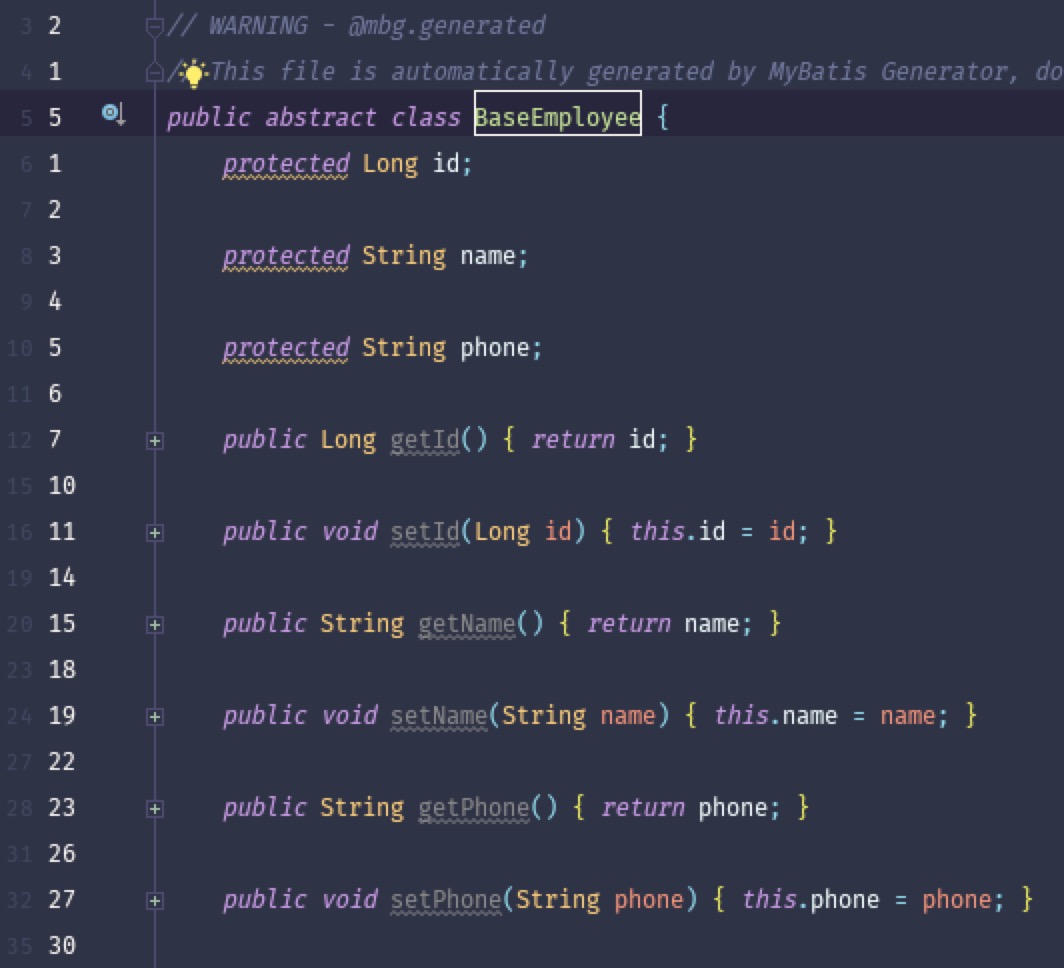 3 2 // WARNING - @mbg.generated
4 1 // This file is automatically generated by MyBatis Generator, do
5 5 public abstract class BaseEmployee {
6 1 protected Long id;
7 2
8 3 protected String name;
9 4
10 5 protected String phone;
11 6
12 7 public Long getId() { return id; }
15 10
16 11 public void setId(Long id) { this.id = id; }
19 14
20 15 public String getName() { return name; }
23 18
24 19 public void setName(String name) { this.name = name; }
27 22
28 23 public String getPhone() { return phone; }
31 26
32 27 public void setPhone(String phone) { this.phone = phone; }
35 30